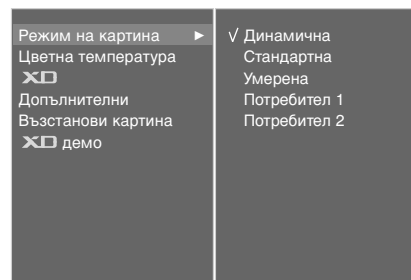 Режим на картина ►
Цветна температура
XD
Допълнителни
Възстанови картина
XD демо
√ Динамична
Стандартна
Умерена
Потребител 1
Потребител 2